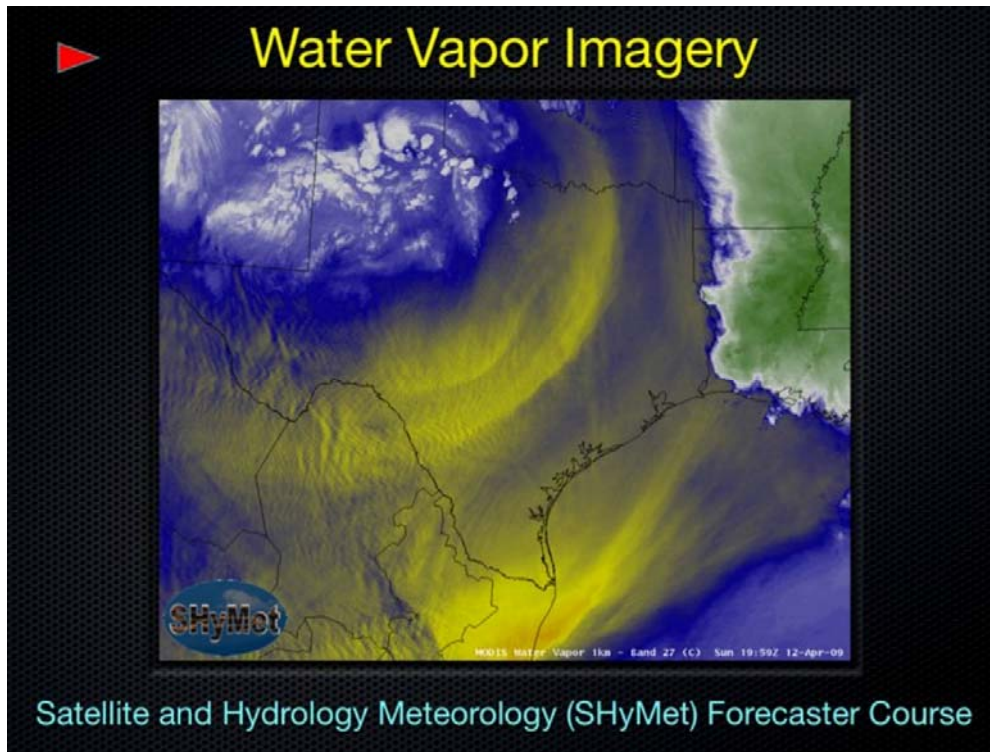 Water Vapor Imagery
SHyMet
MODIS Water Vapor 1km - Band 27 (C) Sun 19:59Z 12-Apr-09
Satellite and Hydrology Meteorology (SHyMet) Forecaster Course